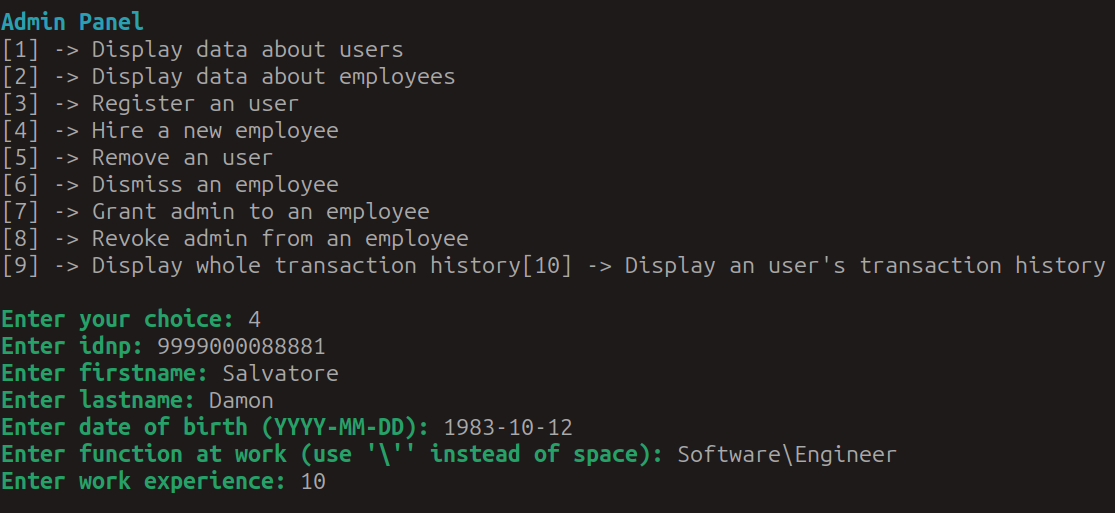 Admin Panel
[1] -> Display data about users
[2] -> Display data about employees
[3] -> Register an user
[4] -> Hire a new employee
[5] -> Remove an user
[6] -> Dismiss an employee
[7] -> Grant admin to an employee
[8] -> Revoke admin from an employee
[9] -> Display whole transaction history[10] -> Display an user's transaction history
Enter your choice: 4
Enter idnp: 9999000088881
Enter firstname: Salvatore
Enter lastname: Damon
Enter date of birth (YYYY-MM-DD): 1983-10-12
Enter function at work (use '\'' instead of space): Software\Engineer
Enter work experience: 10